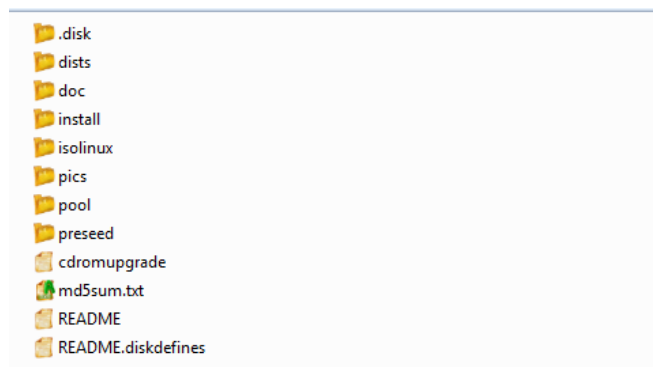 .disk
dists
doc
install
isolinux
pics
pool
preseed
cdromupgrade
md5sum.txt
README
README.diskdefines